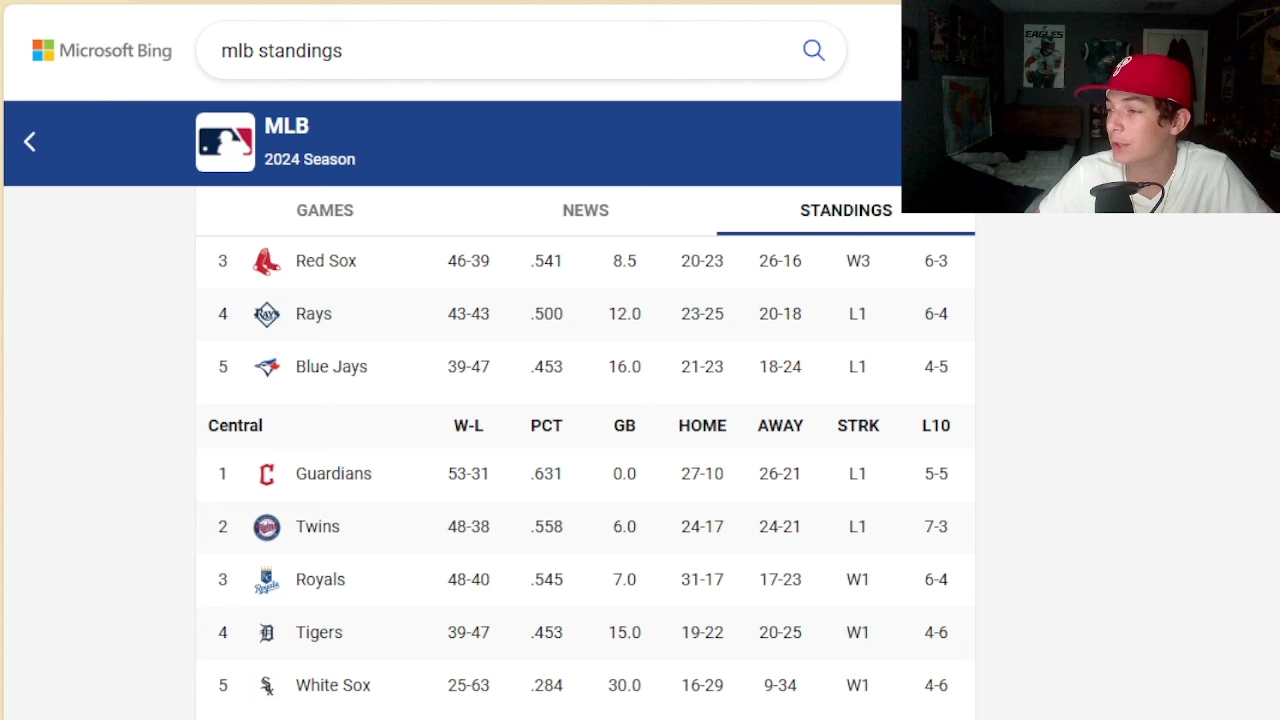 EAGLES
Microsoft Bing
mlb standings
MLB
2024 Season
GAMES NEWS STANDINGS
3 Red Sox 46-39 .541 8.5 20-23 26-16 W3 6-3
4 RAYS Rays 43-43 .500 12.0 23-25 20-18 L1 6-4
5 Blue Jays 39-47 .453 16.0 21-23 18-24 L1 4-5
Central W-L PCT GB HOME AWAY STRK L10
1 C Guardians 53-31 .631 0.0 27-10 26-21 L1 5-5
2 Twins Twins 48-38 .558 6.0 24-17 24-21 L1 7-3
3 KC Royals Royals 48-40 .545 7.0 31-17 17-23 W1 6-4
4 D Tigers 39-47 .453 15.0 19-22 20-25 W1 4-6
5 Sox White Sox 25-63 .284 30.0 16-29 9-34 W1 4-6